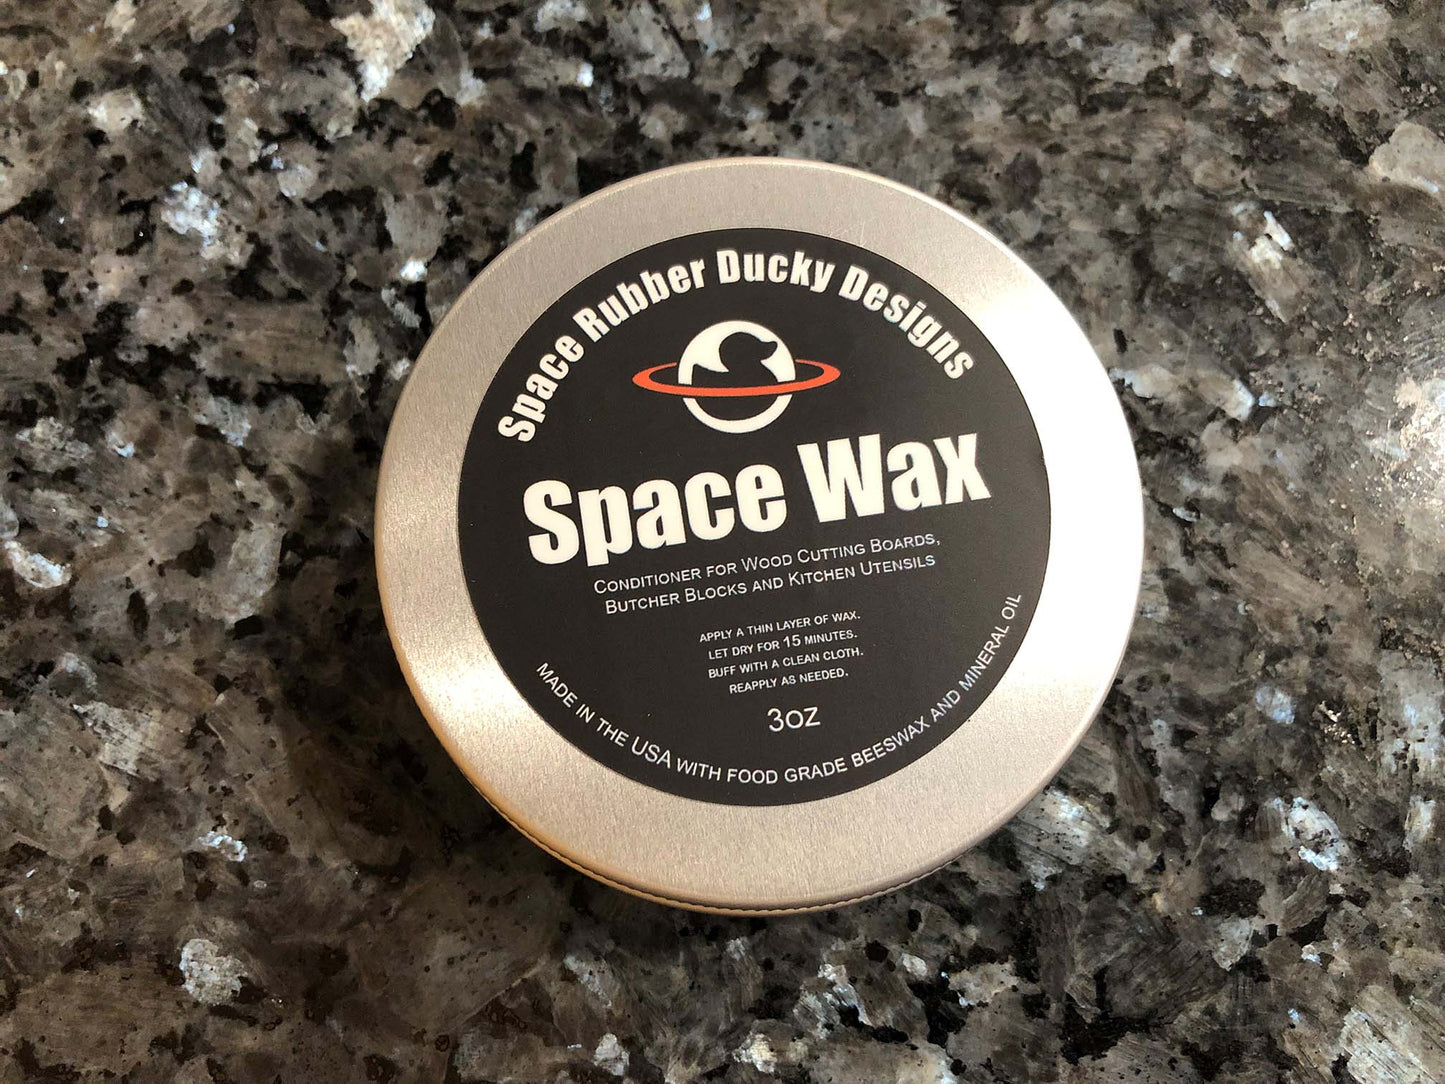 Space Rubber Ducky Designs
Space Wax
Conditioner for Wood Cutting Boards,
Butcher Blocks and Kitchen Utensils
APPLY A THIN LAYER OF WAX.
LET DRY FOR 15 MINUTES.
BUFF WITH A CLEAN CLOTH.
REAPPLY AS NEEDED.
3OZ
MADE IN THE USA WITH FOOD GRADE BEESWAX AND MINERAL OIL